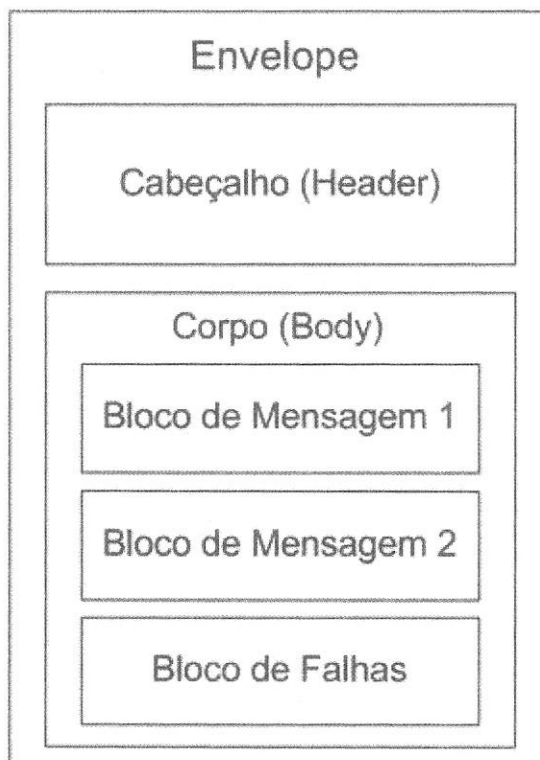 Envelope
Cabeçalho (Header)
Corpo (Body)
Bloco de Mensagem 1
Bloco de Mensagem 2
Bloco de Falhas